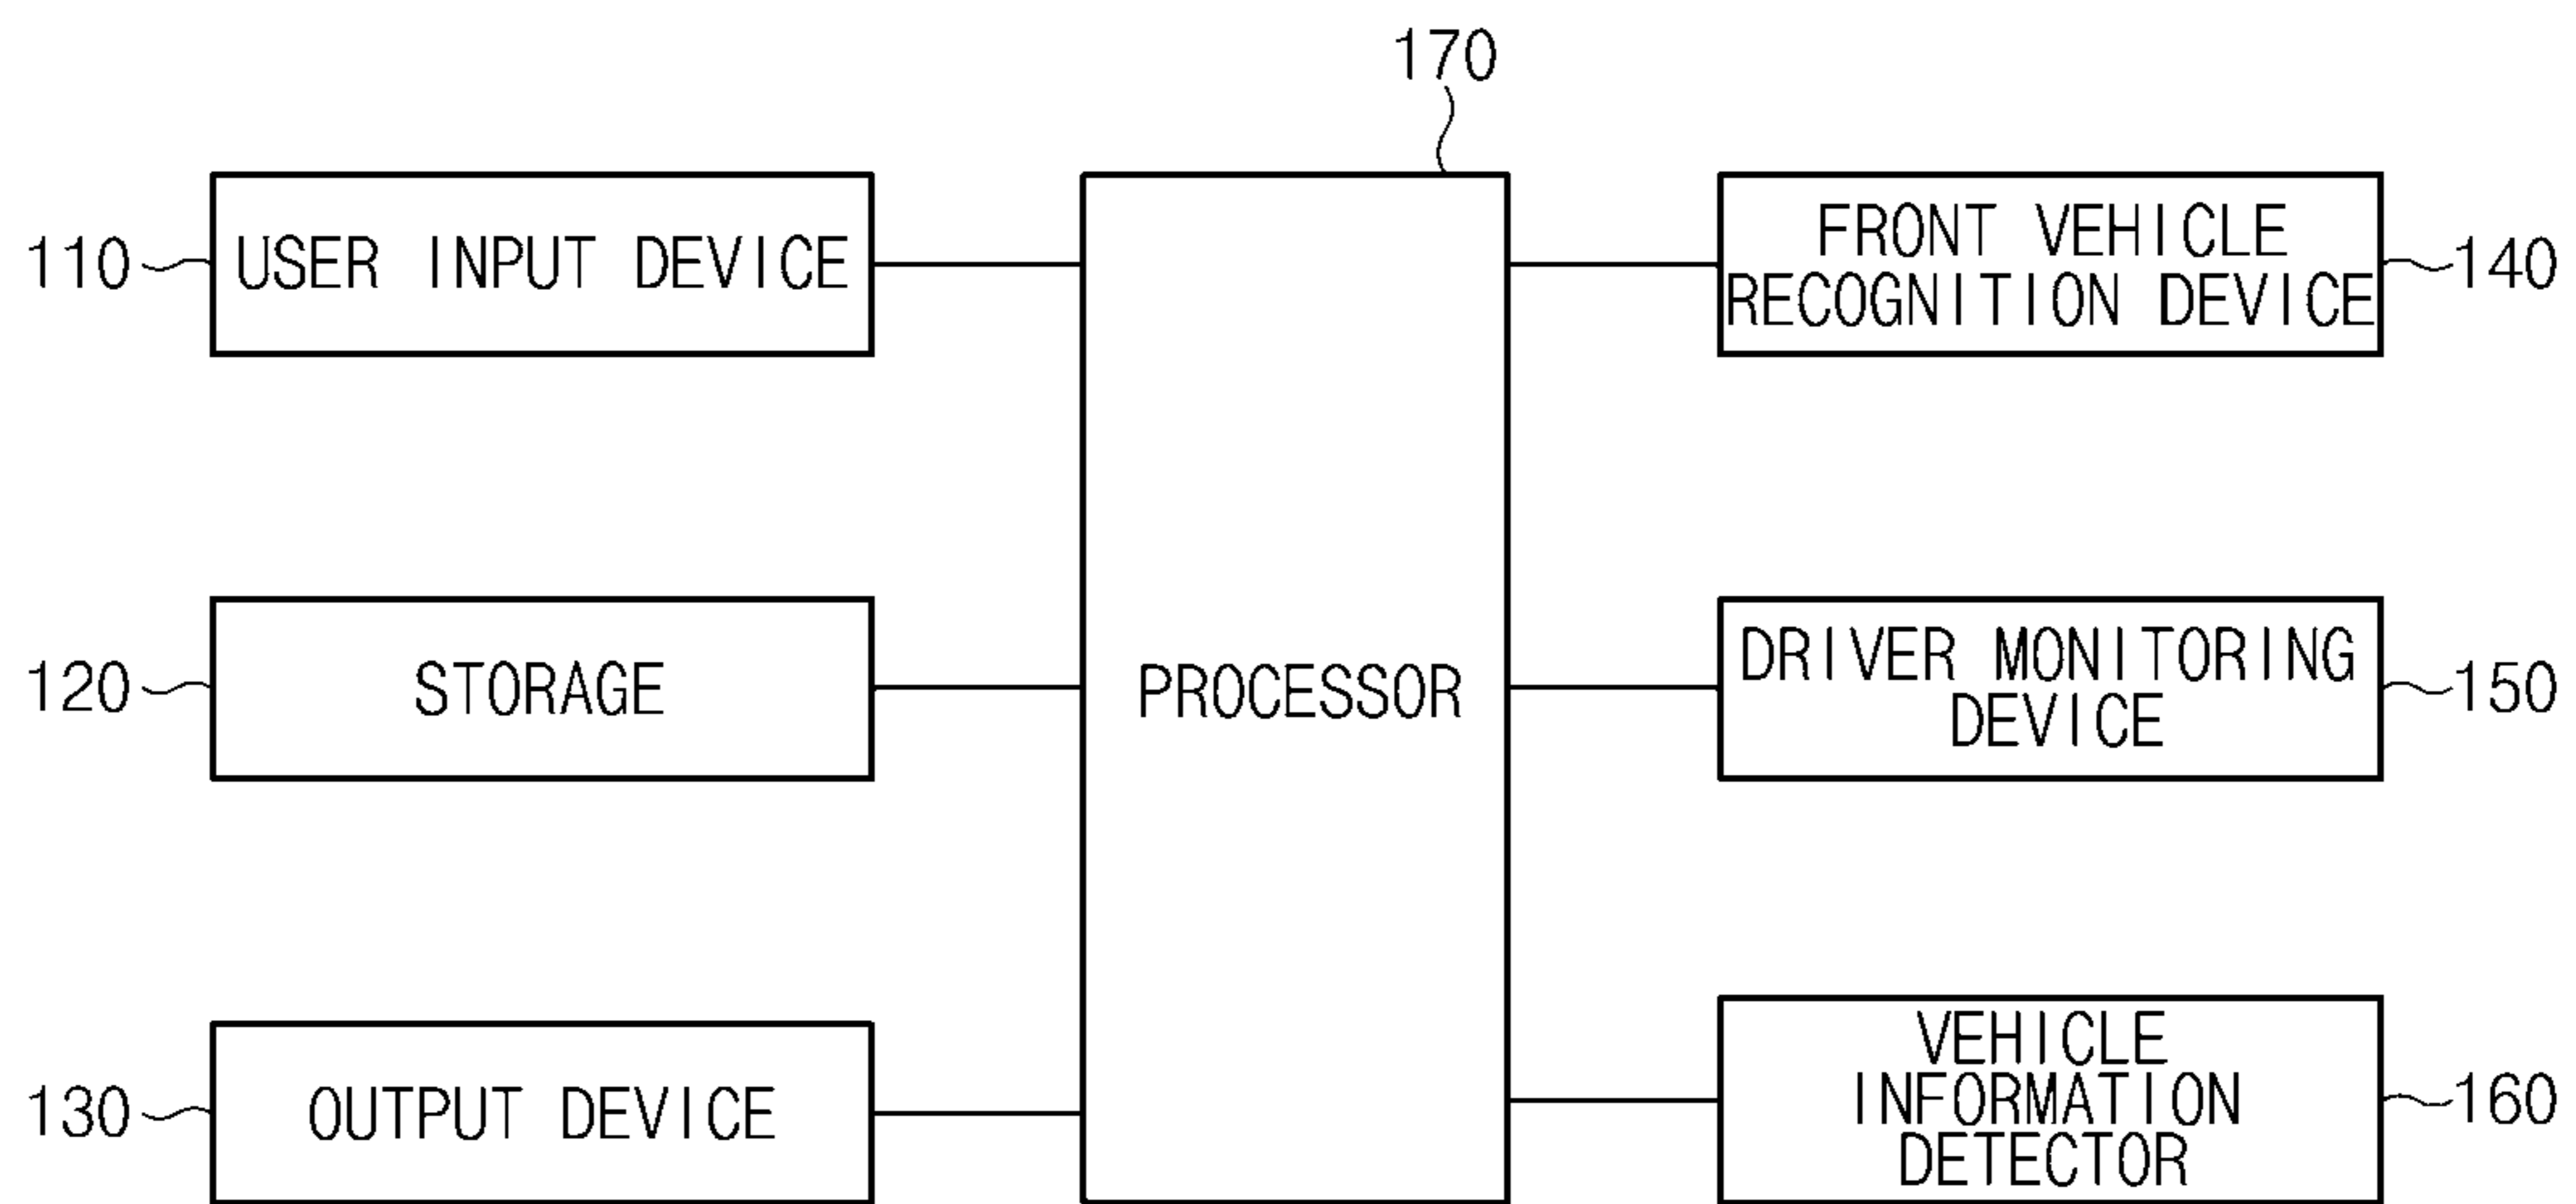 170
110
USER INPUT DEVICE
FRONT VEHICLE
RECOGNITION DEVICE
140
120
STORAGE
PROCESSOR
DRIVER MONITORING
DEVICE
150
130
OUTPUT DEVICE
VEHICLE
INFORMATION
DETECTOR
160